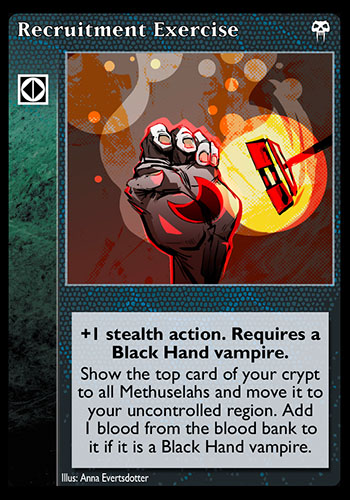 Recruitment Exercise
+1 stealth action. Requires a
Black Hand vampire.
Show the top card of your crypt
to all Methuselahs and move it to
your uncontrolled region. Add
1 blood from the blood bank to
it if it is a Black Hand vampire.
Illus: Anna Evertsdotter